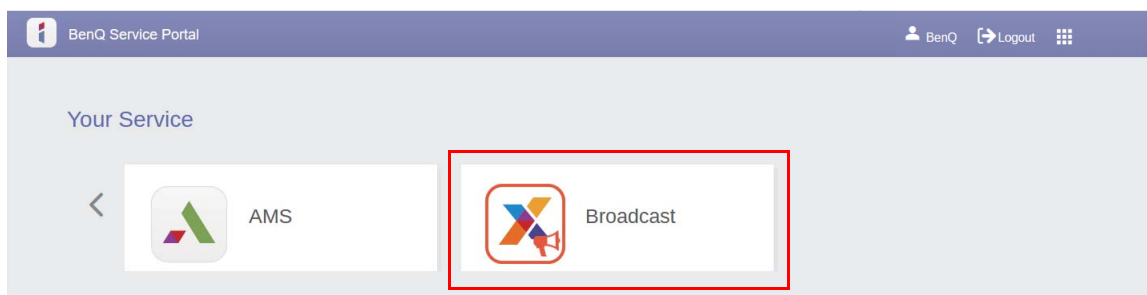 BenQ Service Portal
BenQ Logout
Your Service
AMS
Broadcast